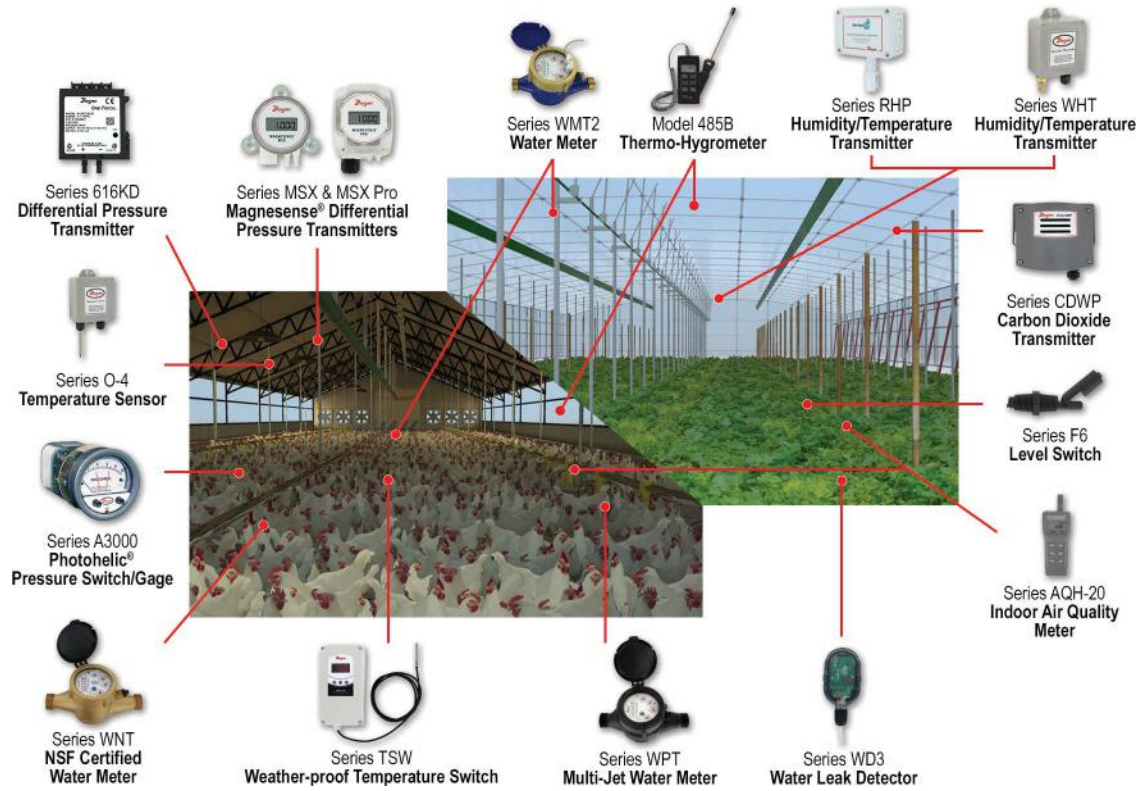 Series WMT2
Water Meter
Model 485B
Thermo-Hygrometer
Series RHP
Humidity/Temperature
Transmitter
Series WHT
Humidity/Temperature
Transmitter
Series 616KD
Differential Pressure
Transmitter
Series MSX & MSX Pro
Magnesense® Differential
Pressure Transmitters
Series CDWP
Carbon Dioxide
Transmitter
Series O-4
Temperature Sensor
Series F6
Level Switch
Series A3000
Photohelic®
Pressure Switch/Gage
Series AQH-20
Indoor Air Quality
Meter
Series WNT
NSF Certified
Water Meter
Series TSW
Weather-proof Temperature Switch
Series WPT
Multi-Jet Water Meter
Series WD3
Water Leak Detector